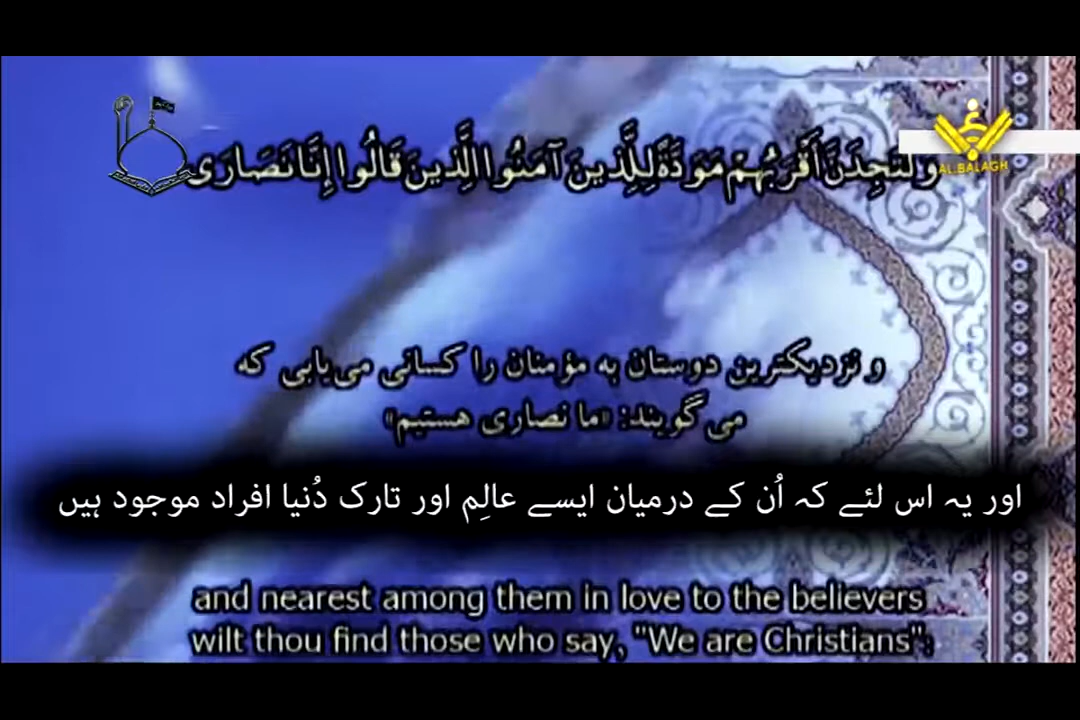 وَلَتَجِدَنَّ أَقْرَبَهُمْ مَوَدَّةً لِلَّذِينَ آمَنُوا الَّذِينَ قَالُوا إِنَّا نَصَارَى
AL.BALAGH
و نزدیکترین دوستان به مؤمنان را کسانی می‌یابی که
می گویند: «ما نصاری هستیم»
اور یہ اس لئے کہ اُن کے درمیان ایسے عالِم اور تارک دُنیا افراد موجود ہیں
and nearest among them in love to the believers
wilt thou find those who say, "We are Christians":